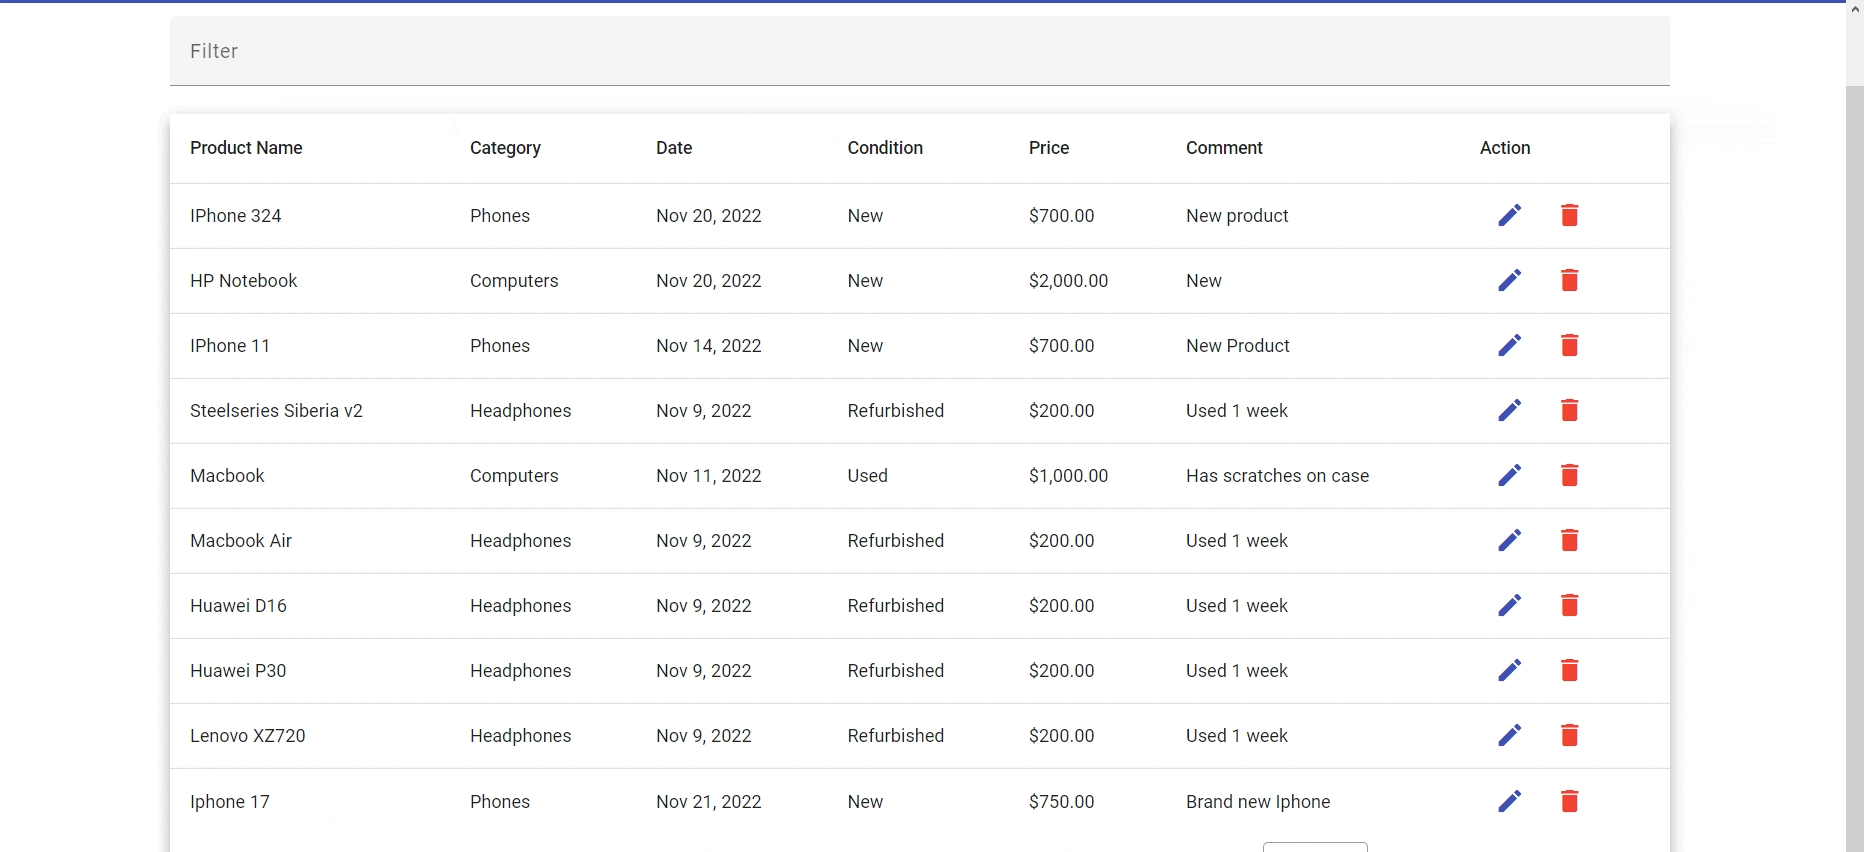 Filter
Product Name Category Date Condition Price Comment Action
IPhone 324 Phones Nov 20, 2022 New $700.00 New product
HP Notebook Computers Nov 20, 2022 New $2,000.00 New
IPhone 11 Phones Nov 14, 2022 New $700.00 New Product
Steelseries Siberia v2 Headphones Nov 9, 2022 Refurbished $200.00 Used 1 week
Macbook Computers Nov 11, 2022 Used $1,000.00 Has scratches on case
Macbook Air Headphones Nov 9, 2022 Refurbished $200.00 Used 1 week
Huawei D16 Headphones Nov 9, 2022 Refurbished $200.00 Used 1 week
Huawei P30 Headphones Nov 9, 2022 Refurbished $200.00 Used 1 week
Lenovo XZ720 Headphones Nov 9, 2022 Refurbished $200.00 Used 1 week
Iphone 17 Phones Nov 21, 2022 New $750.00 Brand new Iphone